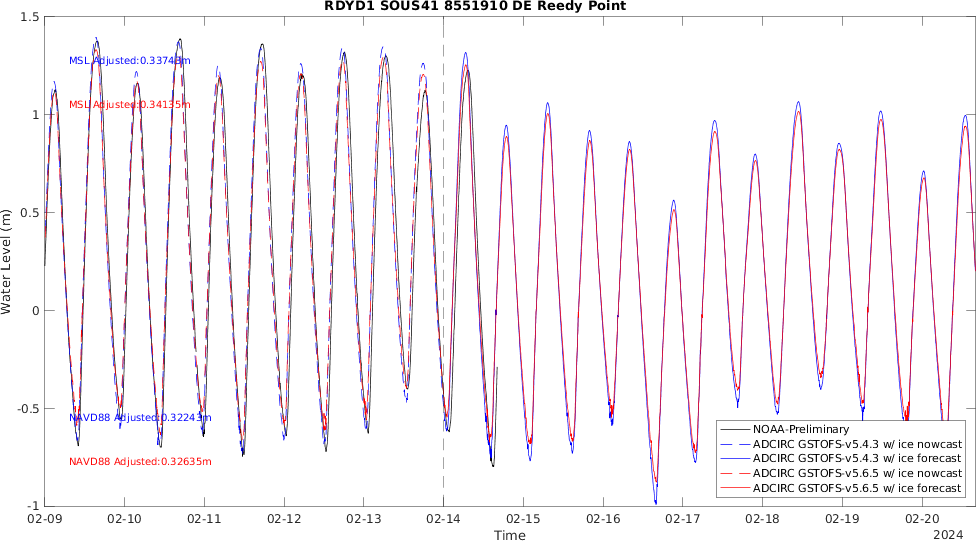 RDYD1 SOUS41 8551910 DE Reedy Point
1.5
MSL Adjusted:0.33743m
MSL Adjusted:0.34135m
1
0.5
Water Level (m)
0
-0.5
NAVD88 Adjusted:0.32243m
NAVD88 Adjusted:0.32635m
NOAA-Preliminary
ADCIRC GSTOFS-v5.4.3 w/ ice nowcast
ADCIRC GSTOFS-v5.4.3 w/ ice forecast
ADCIRC GSTOFS-v5.6.5 w/ ice nowcast
ADCIRC GSTOFS-v5.6.5 w/ ice forecast
-1
02-09 02-10 02-11 02-12 02-13 02-14 02-15 02-16 02-17 02-18 02-19 02-20
Time
2024